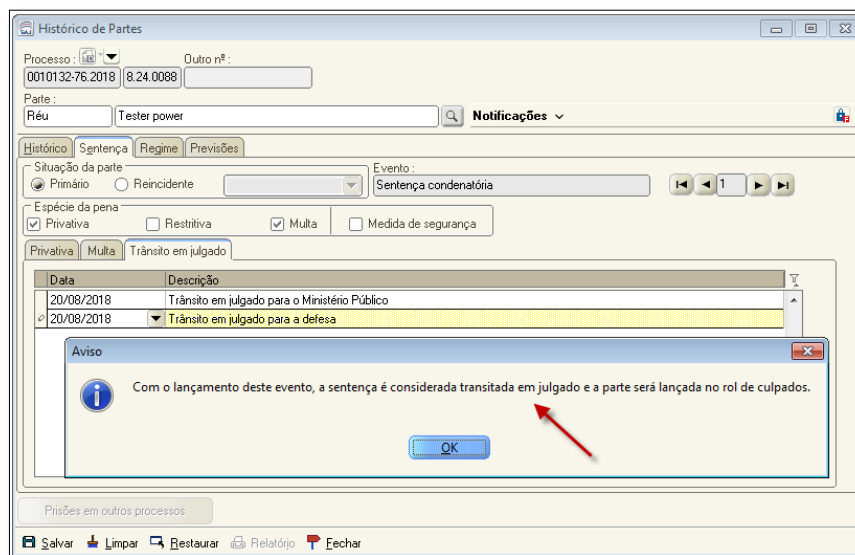 Histórico de Partes
Processo : Outro nº :
0010132-76.2018 8.24.0088
Parte :
Réu Tester power Notificações
Histórico Sentença Regime Previsões
Situação da parte Evento :
Primário Reincidente Sentença condenatória 1
Espécie da pena
Privativa Restritiva Multa Medida de segurança
Privativa Multa Trânsito em julgado
Data Descrição
20/08/2018 Trânsito em julgado para o Ministério Público
20/08/2018 Trânsito em julgado para a defesa
Aviso
Com o lançamento deste evento, a sentença é considerada transitada em julgado e a parte será lançada no rol de culpados.
OK
Prisões em outros processos
Salvar Limpar Restaurar Relatório Fechar